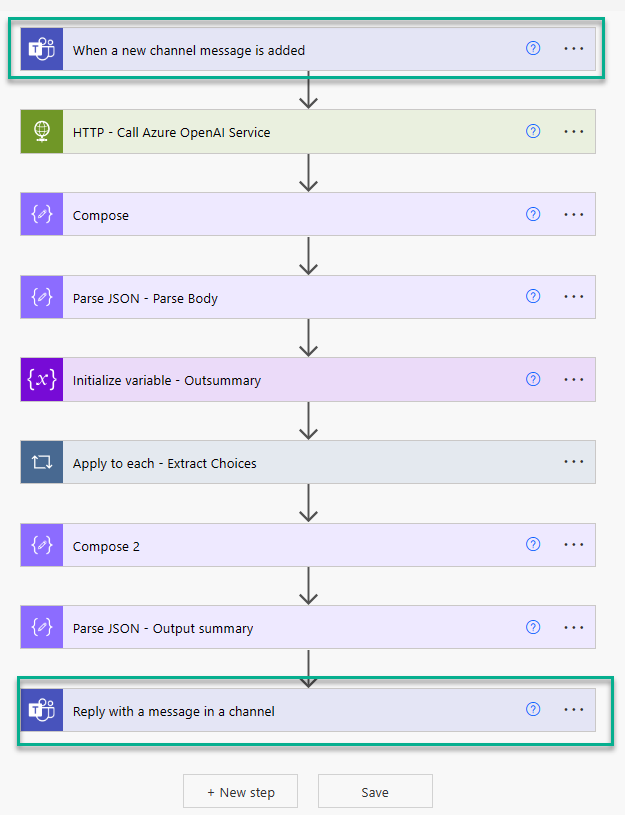 When a new channel message is added
HTTP - Call Azure OpenAI Service
Compose
Parse JSON - Parse Body
Initialize variable - Outsummary
Apply to each - Extract Choices
Compose 2
Parse JSON - Output summary
Reply with a message in a channel
+ New step
Save